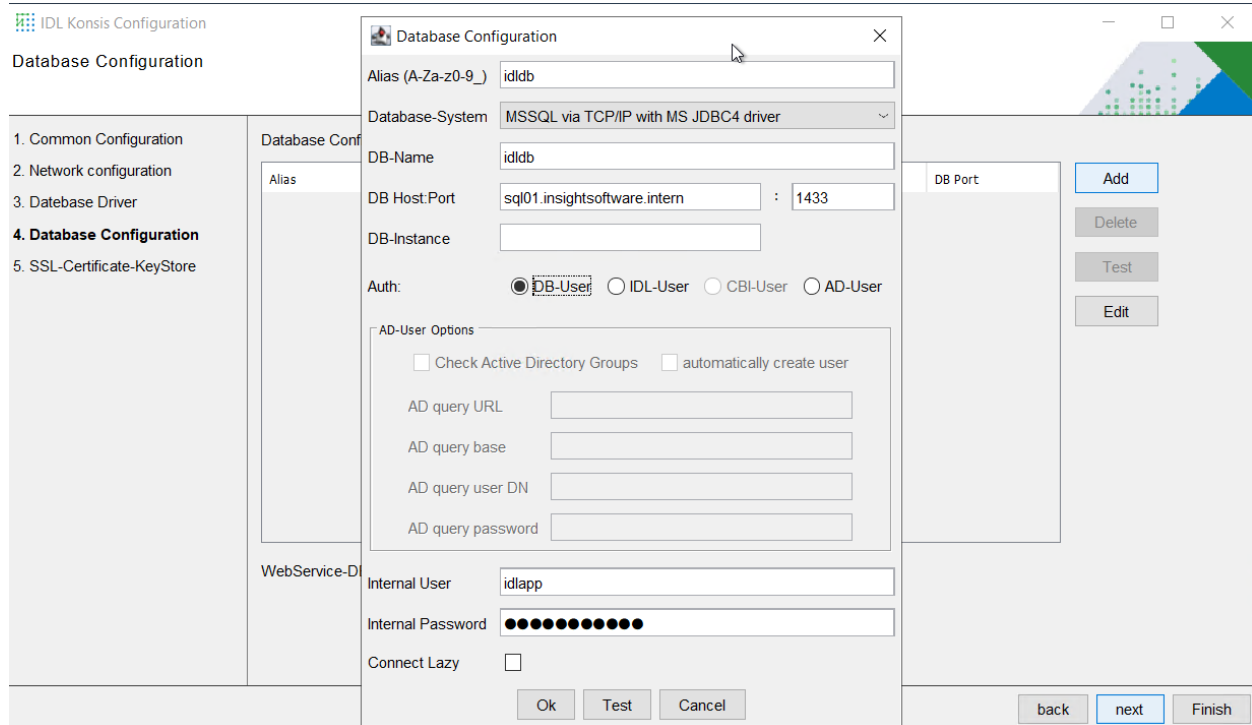 IDL Konsis Configuration
Database Configuration
1. Common Configuration
2. Network configuration
3. Datebase Driver
4. Database Configuration
5. SSL-Certificate-KeyStore
Database Conf
Alias
DB Port
WebService-DI
Add
Delete
Test
Edit
Database Configuration
Alias (A-Za-z0-9_) idldb
Database-System MSSQL via TCP/IP with MS JDBC4 driver
DB-Name idldb
DB Host:Port sql01.insightsoftware.intern : 1433
DB-Instance
Auth: DB-User IDL-User CBI-User AD-User
AD-User Options
Check Active Directory Groups automatically create user
AD query URL
AD query base
AD query user DN
AD query password
Internal User idlapp
Internal Password ●●●●●●●●●●●
Connect Lazy
Ok Test Cancel
back next Finish